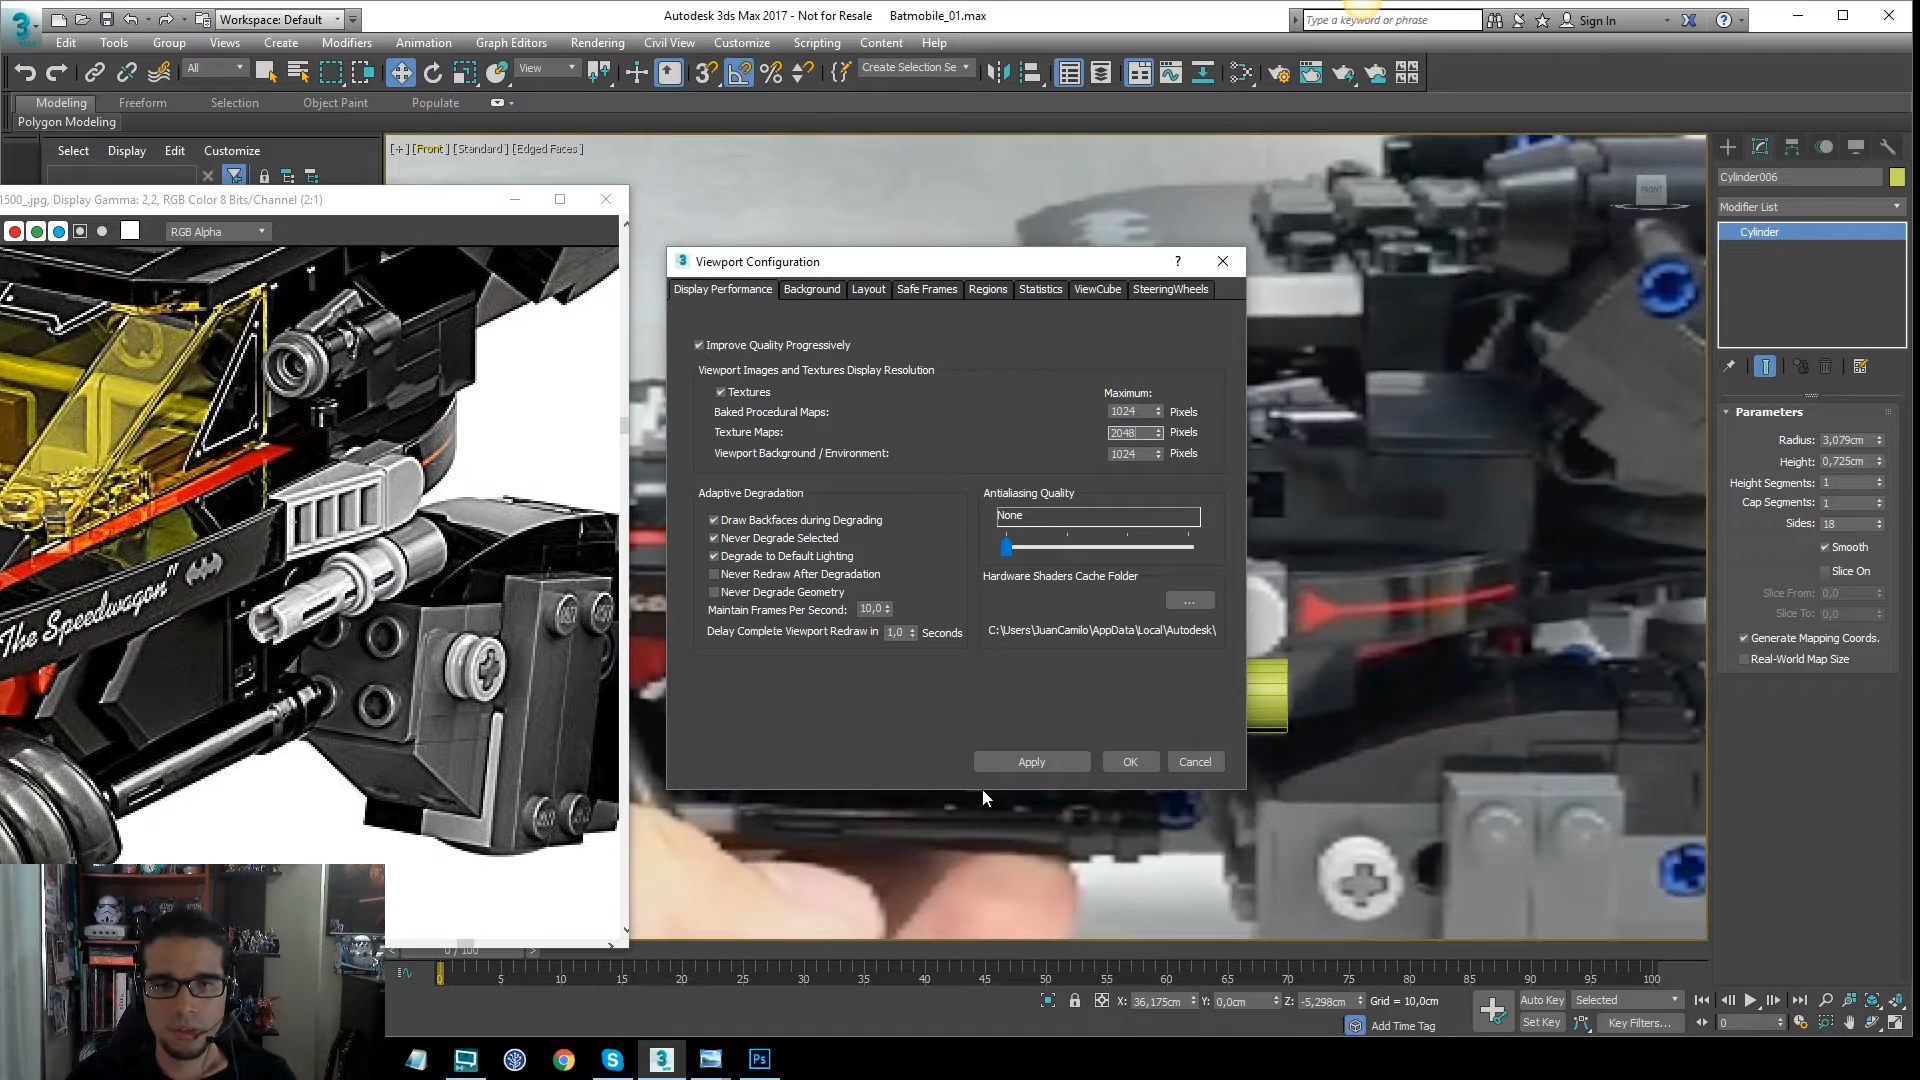 Workspace: Default
Autodesk 3ds Max 2017 - Not for Resale    Batmobile_01.max
Type a keyword or phrase
Sign In
Edit Tools Group Views Create Modifiers Animation Graph Editors Rendering Civil View Customize Scripting Content Help
All View Create Selection Se
Modeling Freeform Selection Object Paint Populate
Polygon Modeling
Select Display Edit Customize
[+] [Front] [Standard] [Edged Faces]
FRONT
1500_.jpg, Display Gamma: 2,2, RGB Color 8 Bits/Channel (2:1)
RGB Alpha
The Speedwagon"
Viewport Configuration
Display Performance Background Layout Safe Frames Regions Statistics ViewCube SteeringWheels
Improve Quality Progressively
Viewport Images and Textures Display Resolution
Textures
Maximum:
Baked Procedural Maps: 1024 Pixels
Texture Maps: 2048 Pixels
Viewport Background / Environment: 1024 Pixels
Adaptive Degradation
Draw Backfaces during Degrading
Never Degrade Selected
Degrade to Default Lighting
Never Redraw After Degradation
Never Degrade Geometry
Maintain Frames Per Second: 10,0
Delay Complete Viewport Redraw in 1,0 Seconds
Antialiasing Quality
None
Hardware Shaders Cache Folder
...
C:\Users\JuanCamilo\AppData\Local\Autodesk\
Apply OK Cancel
Cylinder006
Modifier List
Cylinder
Parameters
Radius: 3,079cm
Height: 0,725cm
Height Segments: 1
Cap Segments: 1
Sides: 18
Smooth
Slice On
Slice From: 0,0
Slice To: 0,0
Generate Mapping Coords.
Real-World Map Size
0 / 100
0 5 10 15 20 25 30 35 40 45 50 55 60 65 70 75 80 85 90 95 100
X: 36,175cm Y: 0,0cm Z: -5,298cm Grid = 10,0cm
Add Time Tag
Auto Key Selected
Set Key Key Filters...
0
Ps